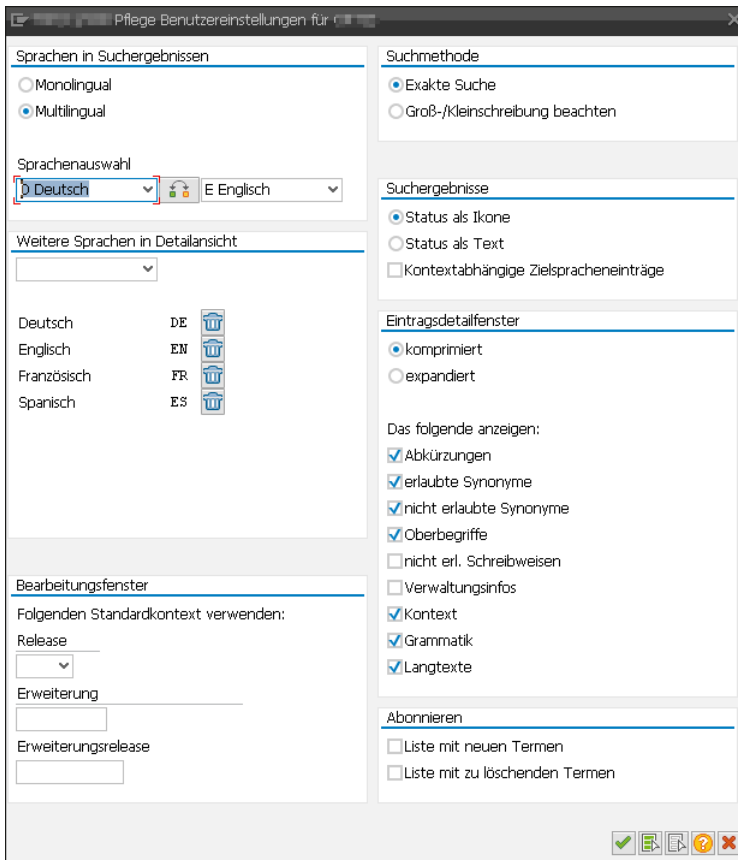 Pflege Benutzereinstellungen für
Sprachen in Suchergebnissen
Monolingual
Multilingual
Sprachenauswahl
D Deutsch
E Englisch
Weitere Sprachen in Detailansicht
Deutsch DE
Englisch EN
Französisch FR
Spanisch ES
Bearbeitungsfenster
Folgenden Standardkontext verwenden:
Release
Erweiterung
Erweiterungsrelease
Suchmethode
Exakte Suche
Groß-/Kleinschreibung beachten
Suchergebnisse
Status als Ikone
Status als Text
Kontextabhängige Zielspracheneinträge
Eintragsdetailfenster
komprimiert
expandiert
Das folgende anzeigen:
Abkürzungen
erlaubte Synonyme
nicht erlaubte Synonyme
Oberbegriffe
nicht erl. Schreibweisen
Verwaltungsinfos
Kontext
Grammatik
Langtexte
Abonnieren
Liste mit neuen Termen
Liste mit zu löschenden Termen